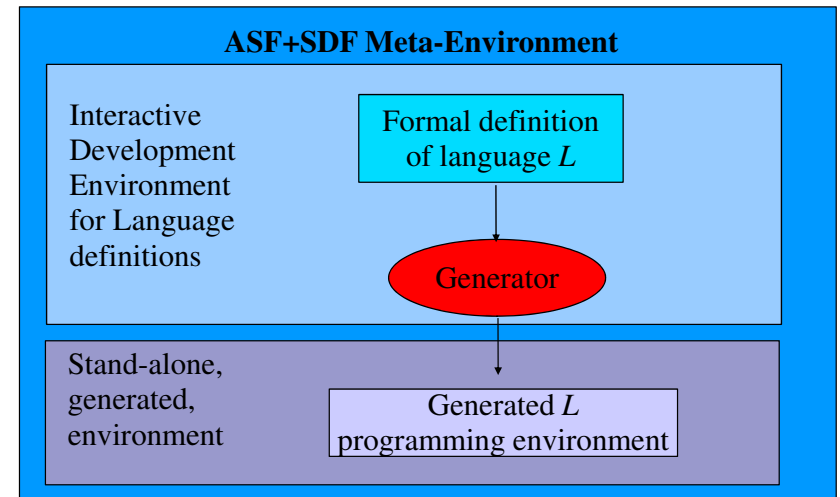 ASF+SDF Meta-Environment
Interactive
Development
Environment
for Language
definitions
Formal definition
of language L
Generator
Stand-alone,
generated,
environment
Generated L
programming environment